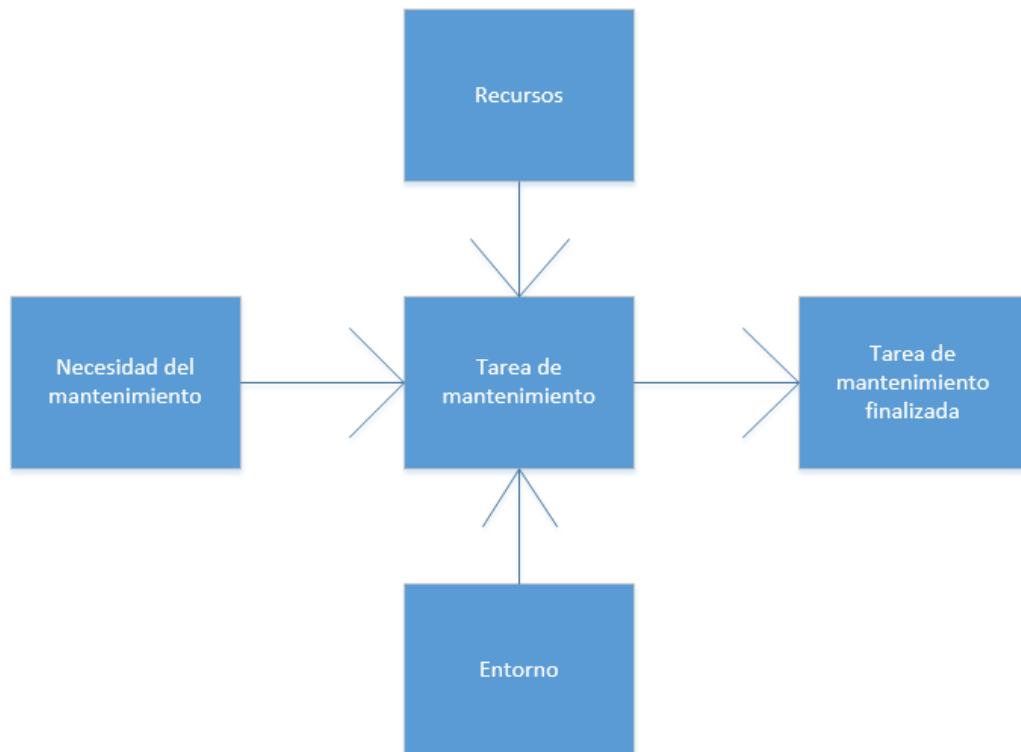 Recursos
Necesidad del
mantenimiento
Tarea de
mantenimiento
Tarea de
mantenimiento
finalizada
Entorno